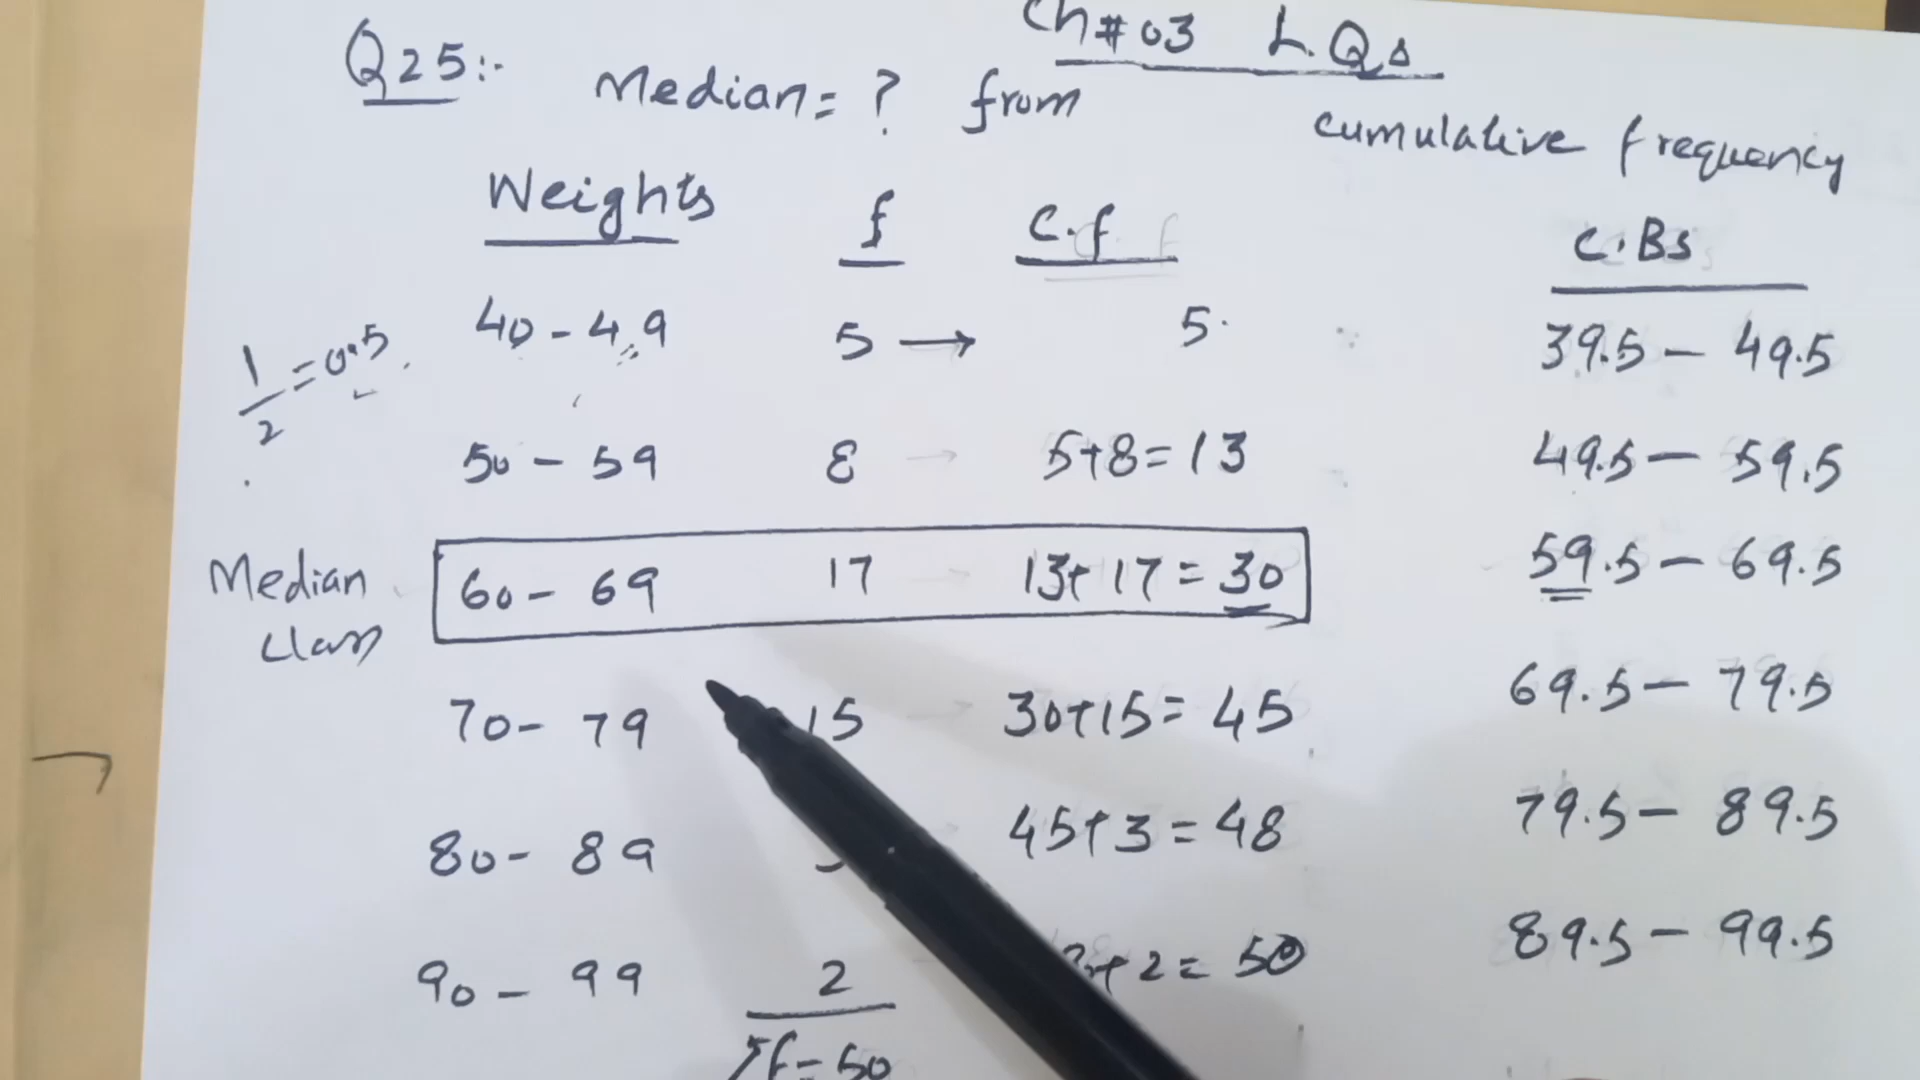 Ch#03 L.Qs
Q25:-
Median = ? from cumulative frequency
Weights f C.f C.Bs
40 - 49 5 → 5 39.5 - 49.5
1/2 = 0.5
50 - 59 8 → 5+8=13 49.5 - 59.5
Median class 60 - 69 17 13+17=30 59.5 - 69.5
70 - 79 15 30+15=45 69.5 - 79.5
80 - 89 45+3=48 79.5 - 89.5
90 - 99 2 +2=50 89.5 - 99.5
Σf=50